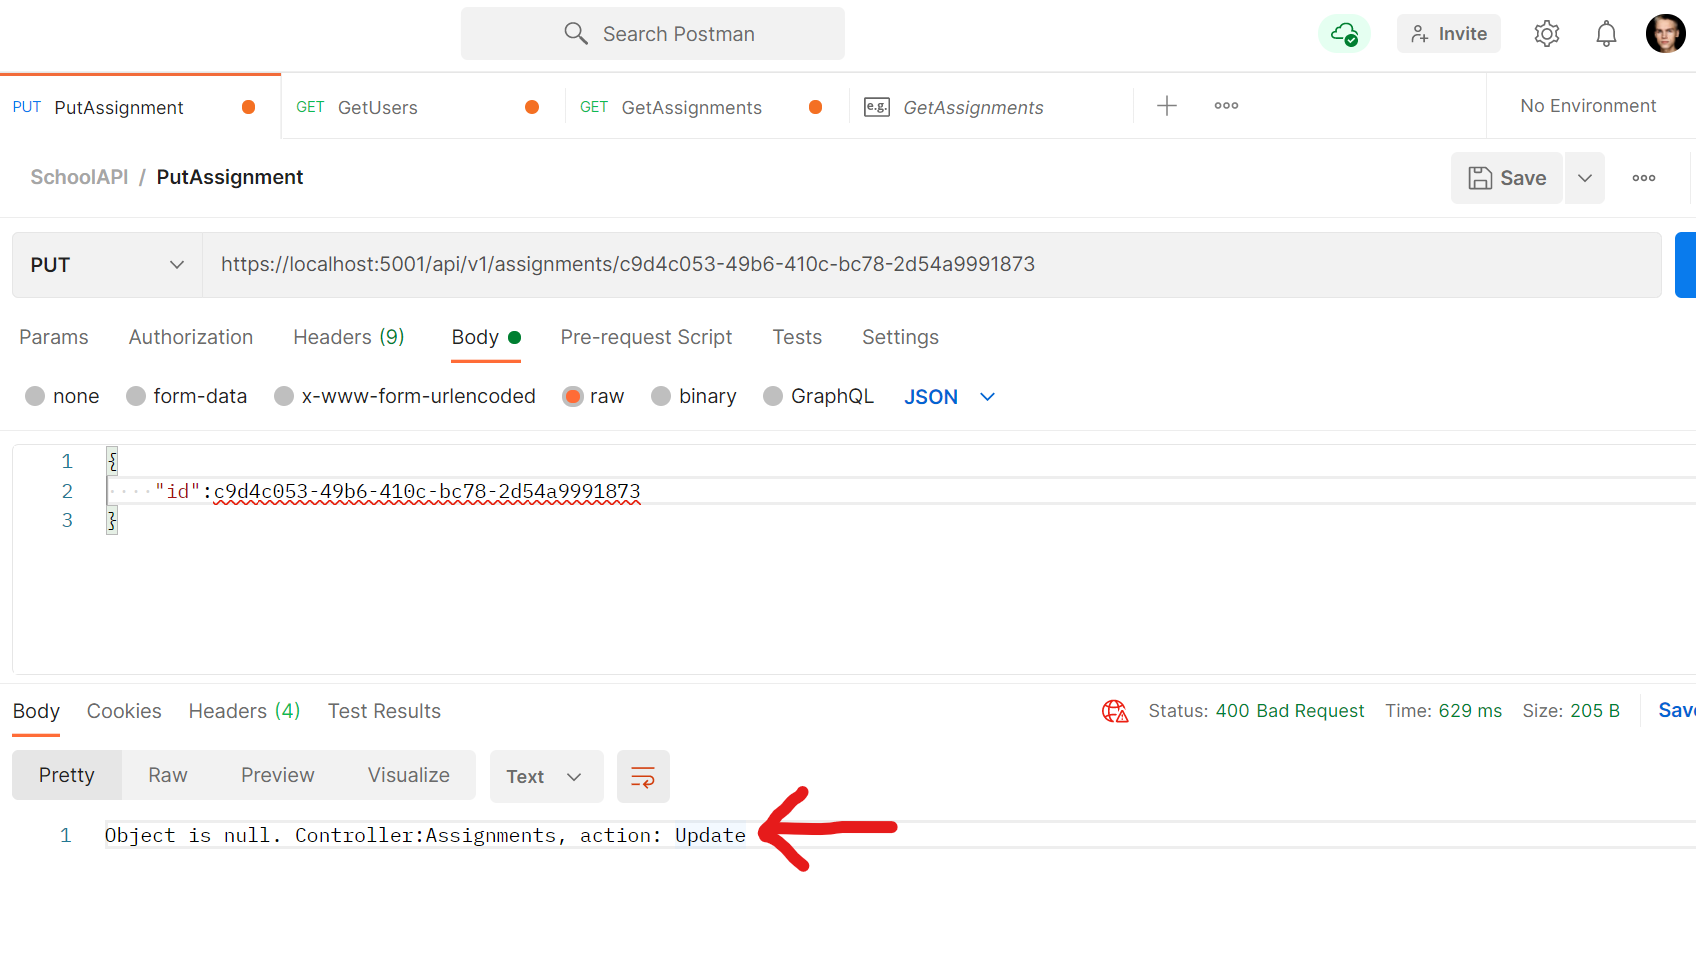 Search Postman
Invite
PUT PutAssignment
GET GetUsers
GET GetAssignments
e.g. GetAssignments
No Environment
SchoolAPI / PutAssignment
Save
PUT
https://localhost:5001/api/v1/assignments/c9d4c053-49b6-410c-bc78-2d54a9991873
Params Authorization Headers (9) Body Pre-request Script Tests Settings
none form-data x-www-form-urlencoded raw binary GraphQL JSON
1 {
2 "id":c9d4c053-49b6-410c-bc78-2d54a9991873
3 }
Body Cookies Headers (4) Test Results
Status: 400 Bad Request Time: 629 ms Size: 205 B
Pretty Raw Preview Visualize Text
1 Object is null. Controller:Assignments, action: Update